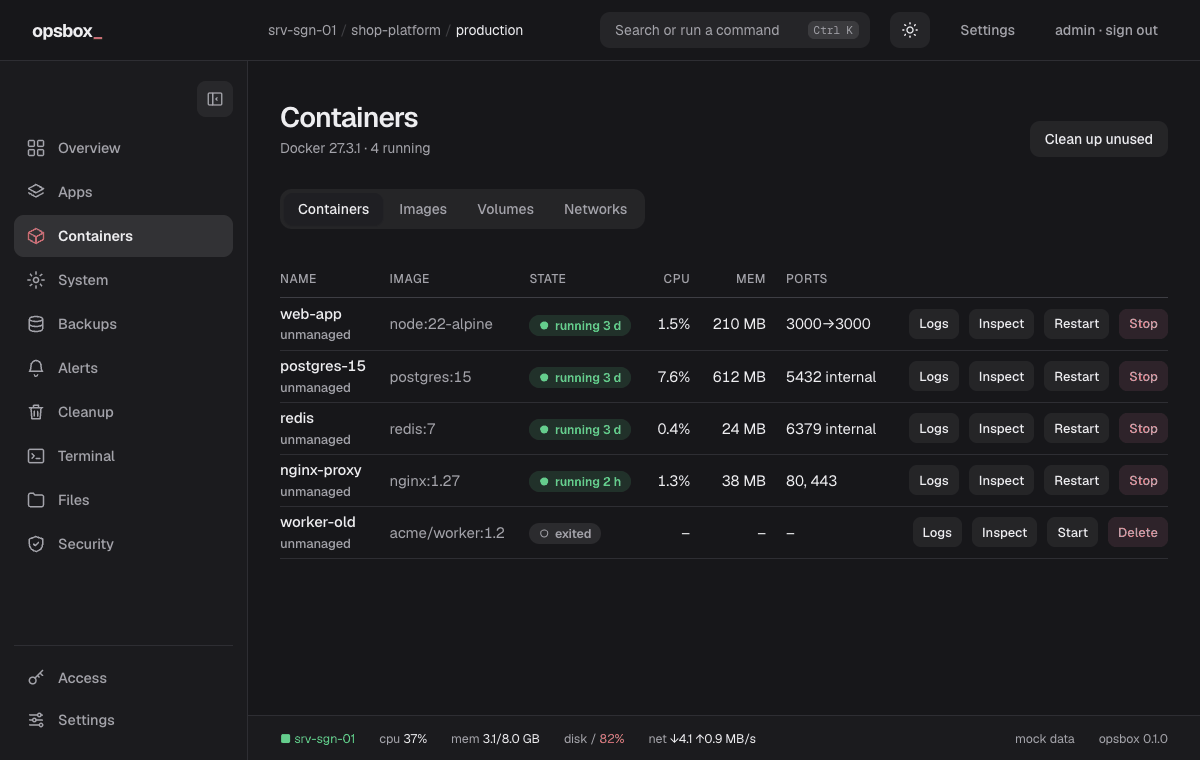 opsbox_
srv-sgn-01 / shop-platform / production
Search or run a command Ctrl K
Settings
admin · sign out
Overview
Apps
Containers
System
Backups
Alerts
Cleanup
Terminal
Files
Security
Access
Settings
Containers
Docker 27.3.1 · 4 running
Clean up unused
Containers Images Volumes Networks
NAME IMAGE STATE CPU MEM PORTS
web-app
unmanaged
node:22-alpine running 3 d 1.5% 210 MB 3000→3000 Logs Inspect Restart Stop
postgres-15
unmanaged
postgres:15 running 3 d 7.6% 612 MB 5432 internal Logs Inspect Restart Stop
redis
unmanaged
redis:7 running 3 d 0.4% 24 MB 6379 internal Logs Inspect Restart Stop
nginx-proxy
unmanaged
nginx:1.27 running 2 h 1.3% 38 MB 80, 443 Logs Inspect Restart Stop
worker-old
unmanaged
acme/worker:1.2 exited – – – Logs Inspect Start Delete
srv-sgn-01 cpu 37% mem 3.1/8.0 GB disk / 82% net ↓4.1 ↑0.9 MB/s mock data opsbox 0.1.0